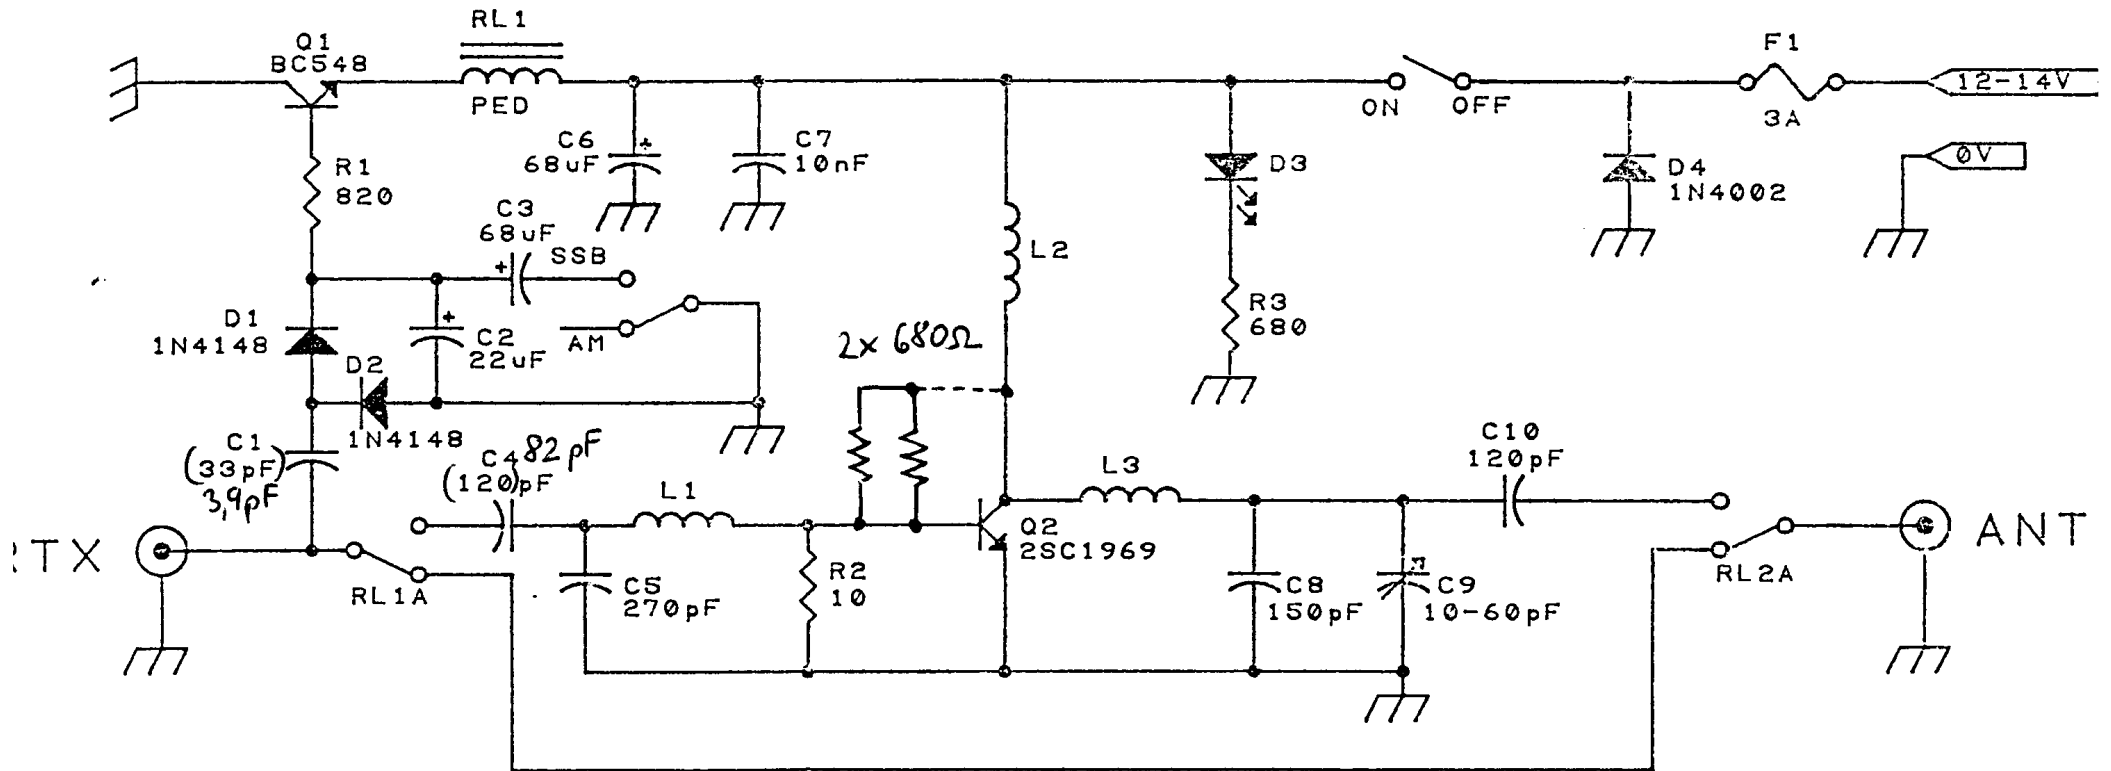 RL1
Q1
BC548
PED
F1
12-14V
ON
OFF
3A
C6
68uF
+
C7
10nF
D3
D4
1N4002
0V
R1
820
C3
68uF
+
SSB
L2
D1
1N4148
+
C2
22uF
AM
2x 680Ω
R3
680
D2
1N4148
C1
(33pF)
3,9pF
C4 82 pF
(120)pF
L1
L3
C10
120pF
Q2
2SC1969
TX
RL1A
C5
270pF
R2
10
C8
150pF
C9
10-60pF
RL2A
ANT